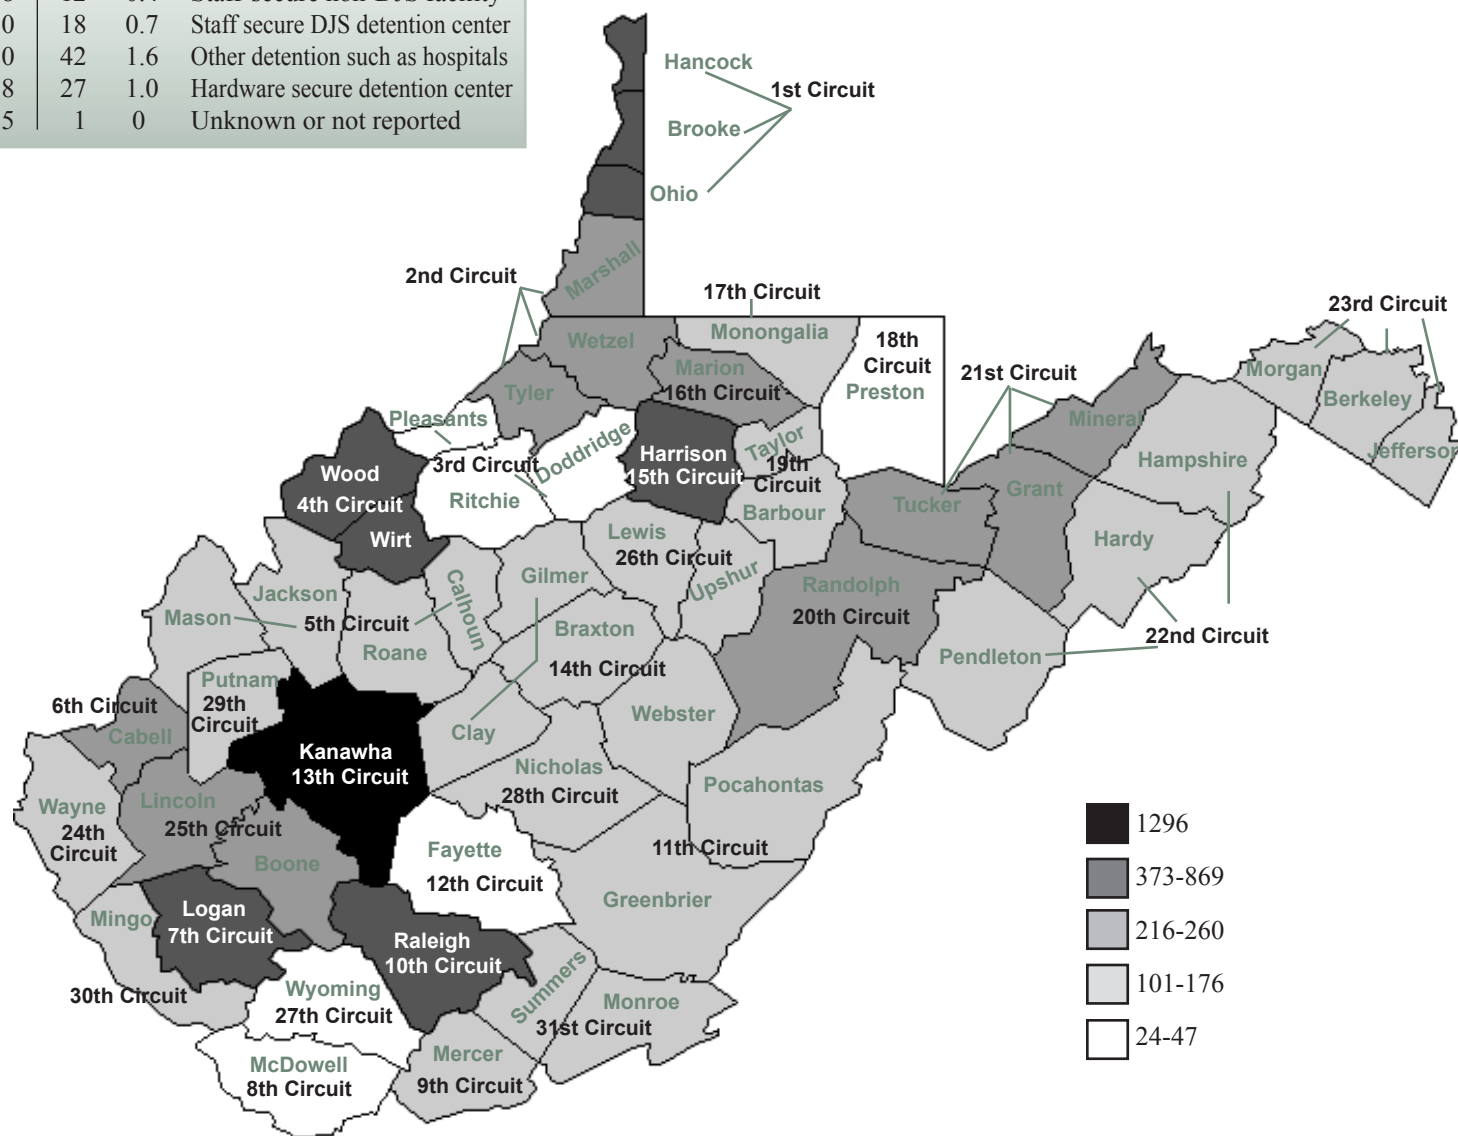 18 0.7 Staff secure DJS detention center
0 42 1.6 Other detention such as hospitals
8 27 1.0 Hardware secure detention center
5 1 0 Unknown or not reported
Hancock
1st Circuit
Brooke
Ohio
Marshall
2nd Circuit
17th Circuit
23rd Circuit
Wetzel
Monongalia
18th
Circuit
Preston
Marion
16th Circuit
21st Circuit
Morgan
Berkeley
Jefferson
Tyler
Mineral
Pleasants
Doddridge
Taylor
Harrison
15th Circuit
3rd Circuit
Ritchie
19th
Circuit
Barbour
Hampshire
Wood
4th Circuit
Tucker
Grant
Wirt
Lewis
26th Circuit
Hardy
Gilmer
Upshur
Calhoun
Randolph
20th Circuit
Jackson
Mason
5th Circuit
Roane
Braxton
14th Circuit
22nd Circuit
Pendleton
Putnam
29th
Circuit
6th Circuit
Cabell
Clay
Webster
Kanawha
13th Circuit
Nicholas
28th Circuit
Pocahontas
Wayne
24th
Circuit
Lincoln
25th Circuit
1296
11th Circuit
Fayette
12th Circuit
Boone
373-869
Greenbrier
Mingo
Logan
7th Circuit
216-260
Raleigh
10th Circuit
Summers
101-176
30th Circuit
Wyoming
27th Circuit
Monroe
31st Circuit
24-47
Mercer
9th Circuit
McDowell
8th Circuit